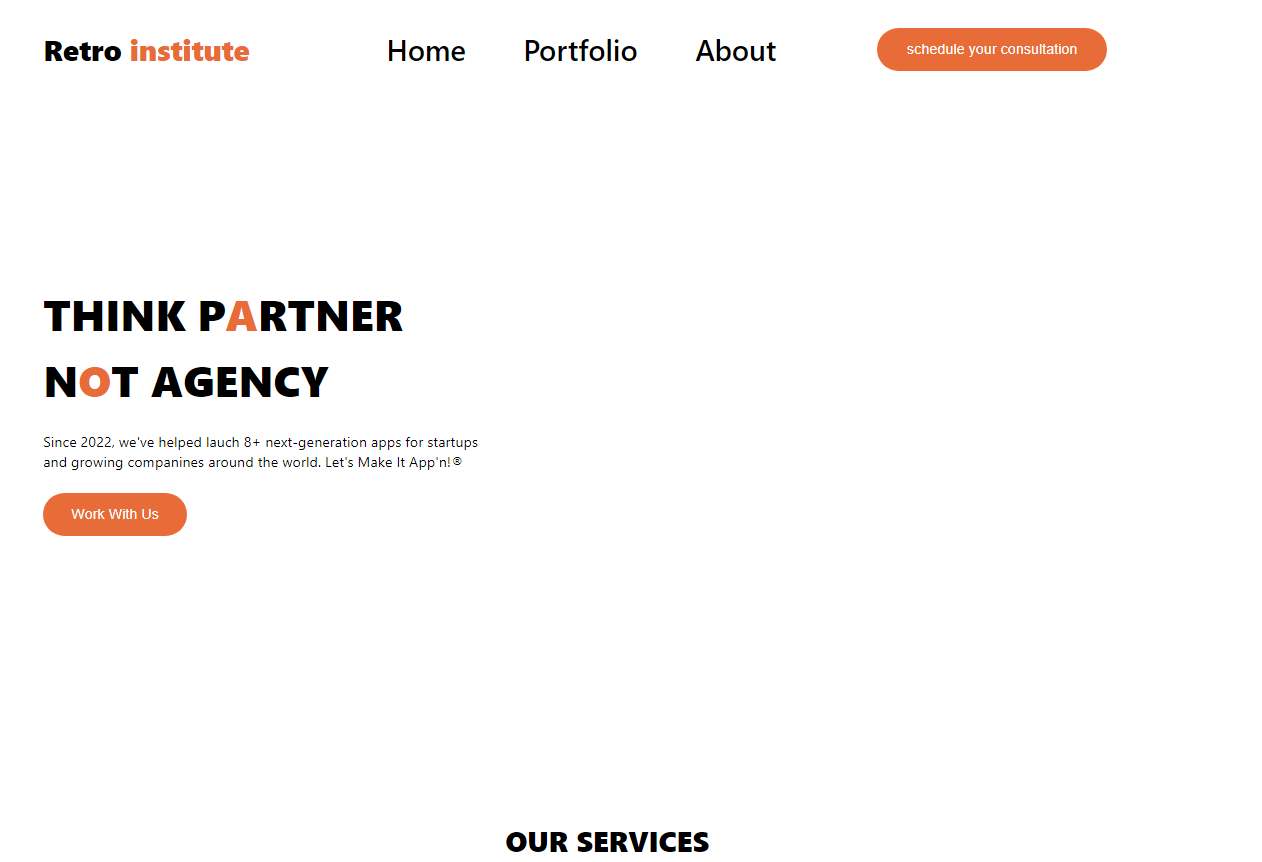 Retro institute
Home
Portfolio
About
schedule your consultation
THINK PARTNER
NOT AGENCY
Since 2022, we've helped lauch 8+ next-generation apps for startups
and growing companines around the world. Let's Make It App'n!®
Work With Us
OUR SERVICES